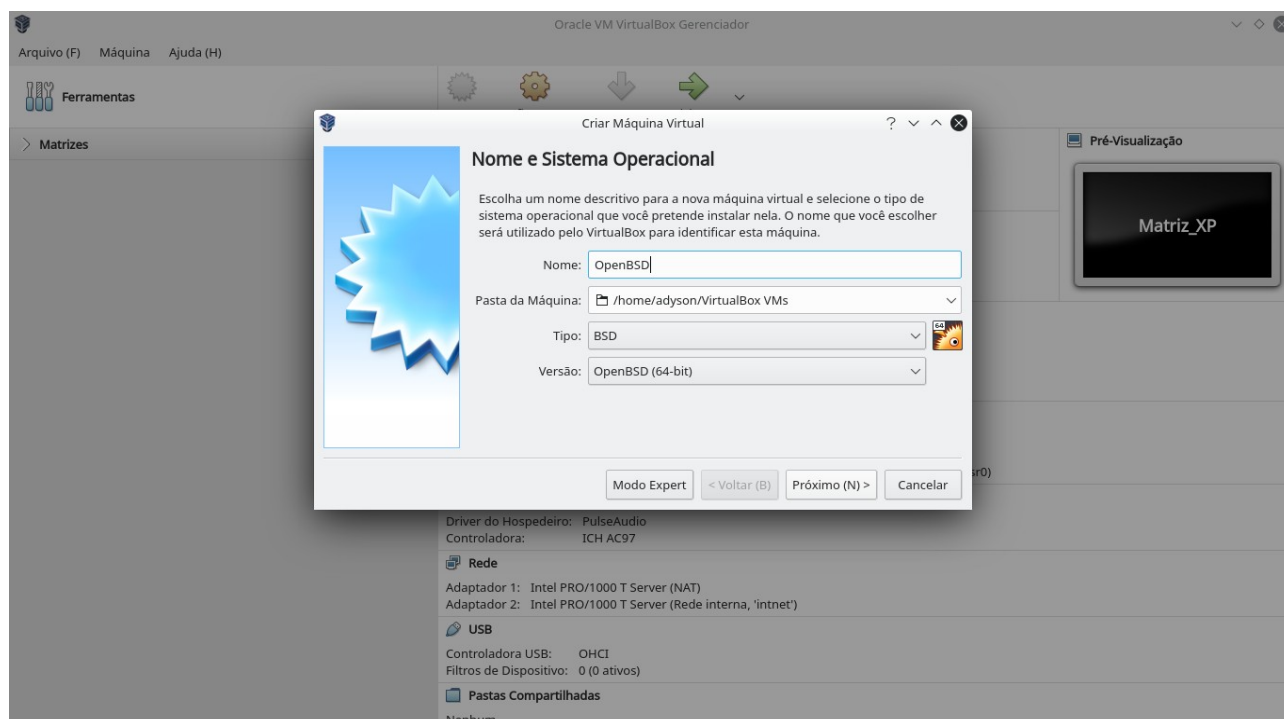 Oracle VM VirtualBox Gerenciador
Arquivo (F) Máquina Ajuda (H)
Ferramentas
Matrizes
Criar Máquina Virtual
Pré-Visualização
Matriz_XP
Nome e Sistema Operacional
Escolha um nome descritivo para a nova máquina virtual e selecione o tipo de
sistema operacional que você pretende instalar nela. O nome que você escolher
será utilizado pelo VirtualBox para identificar esta máquina.
Nome: OpenBSD
Pasta da Máquina: /home/adyson/VirtualBox VMs
Tipo: BSD
64
Versão: OpenBSD (64-bit)
Modo Expert < Voltar (B) Próximo (N) > Cancelar
sr0)
Driver do Hospedeiro: PulseAudio
Controladora: ICH AC97
Rede
Adaptador 1: Intel PRO/1000 T Server (NAT)
Adaptador 2: Intel PRO/1000 T Server (Rede interna, 'intnet')
USB
Controladora USB: OHCI
Filtros de Dispositivo: 0 (0 ativos)
Pastas Compartilhadas